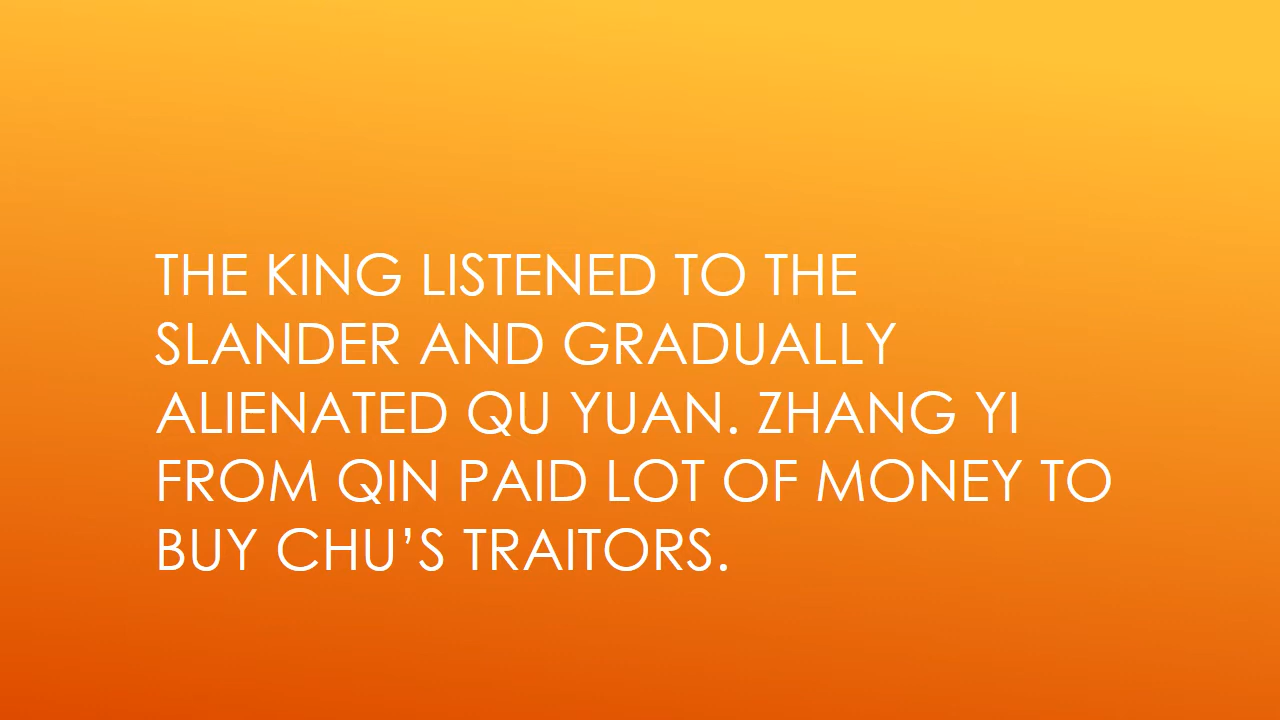 THE KING LISTENED TO THE
SLANDER AND GRADUALLY
ALIENATED QU YUAN. ZHANG YI
FROM QIN PAID LOT OF MONEY TO
BUY CHU’S TRAITORS.